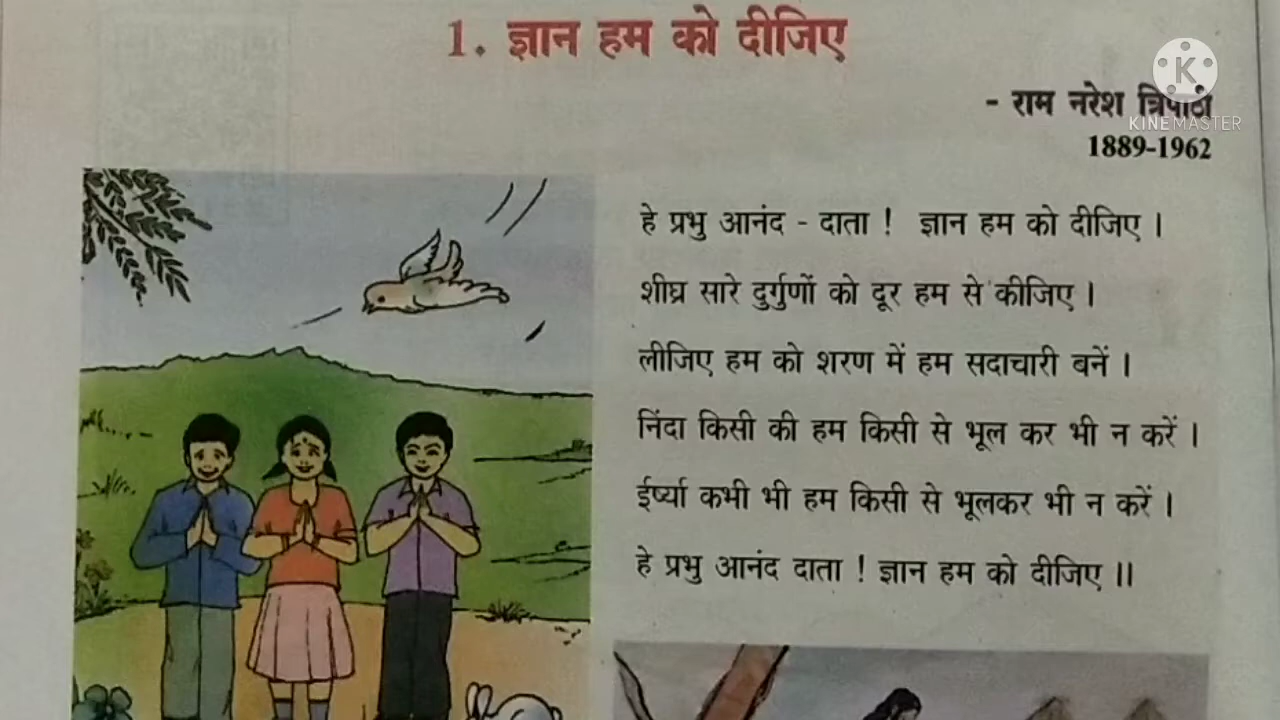 1. ज्ञान हम को दीजिए
- राम नरेश त्रिपाठी
1889-1962
K
KINEMASTER
हे प्रभु आनंद - दाता ! ज्ञान हम को दीजिए ।
शीघ्र सारे दुर्गुणों को दूर हम से कीजिए ।
लीजिए हम को शरण में हम सदाचारी बनें ।
निंदा किसी की हम किसी से भूल कर भी न करें ।
ईर्ष्या कभी भी हम किसी से भूलकर भी न करें ।
हे प्रभु आनंद दाता ! ज्ञान हम को दीजिए ।।